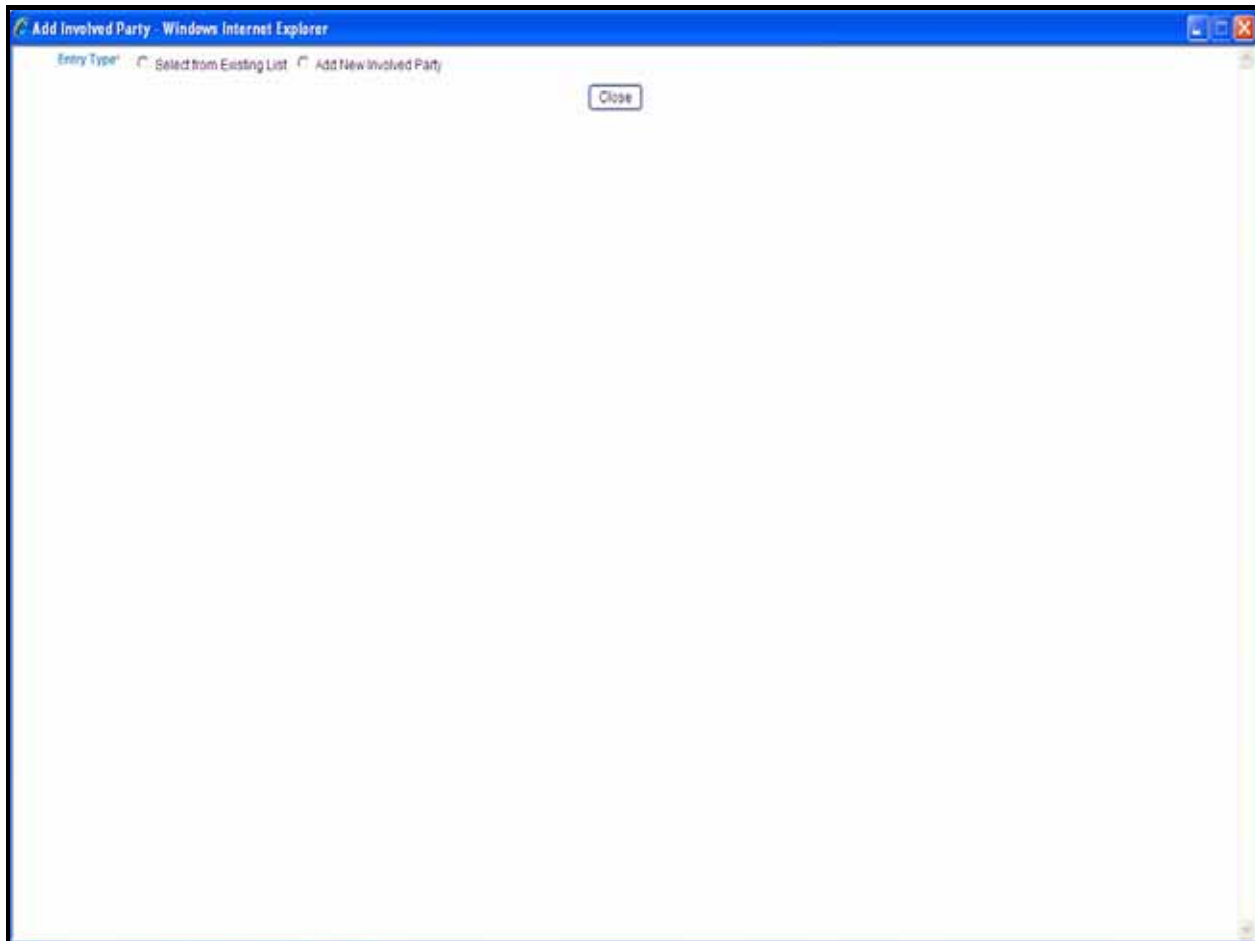 Add Involved Party - Windows Internet Explorer
Entry Type* Select from Existing List Add New Involved Party
Close